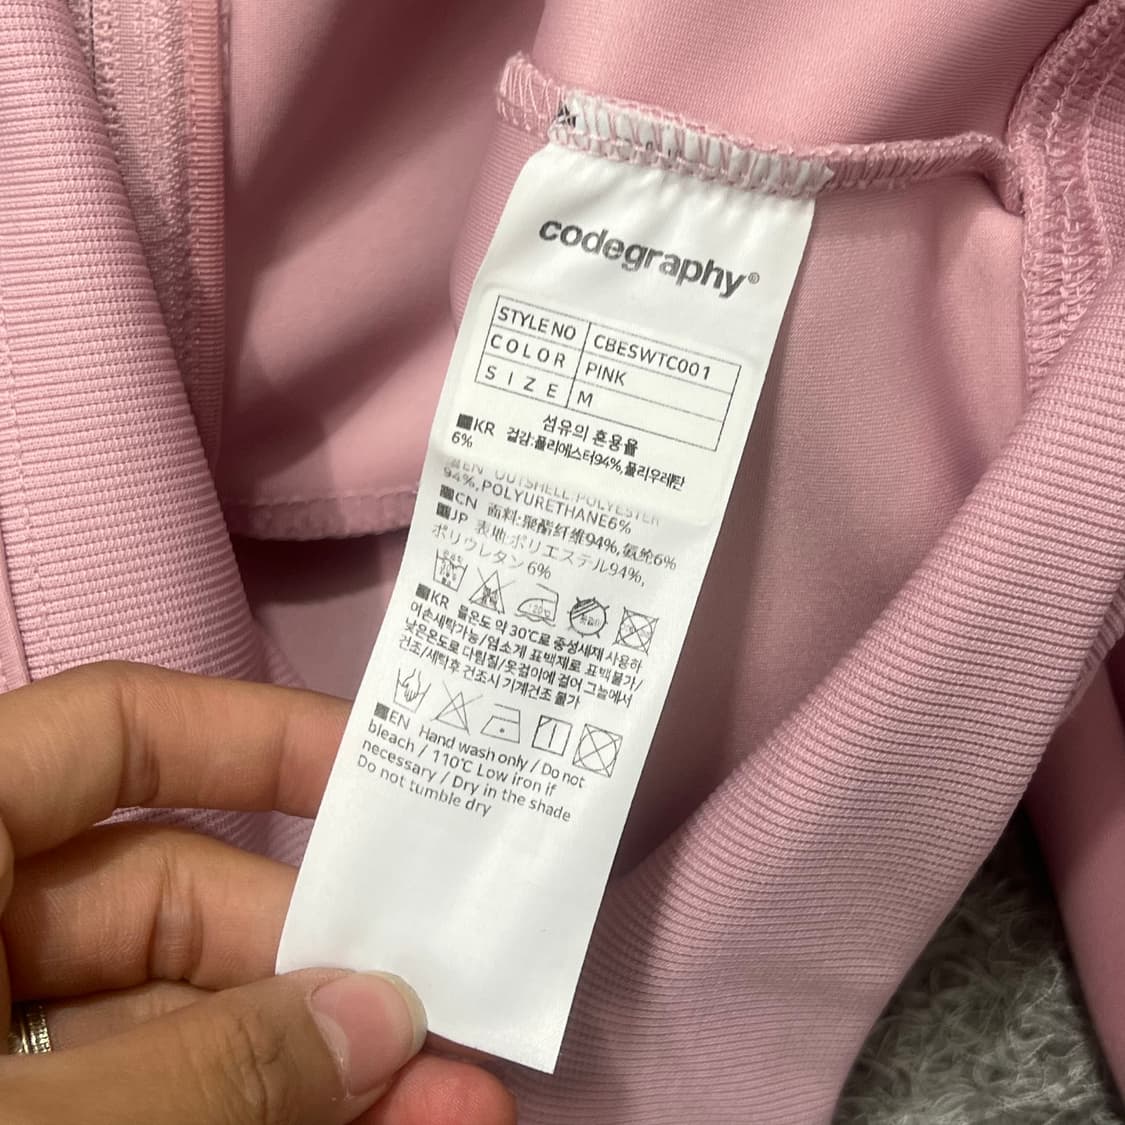 codegraphy®
STYLE NO CBESWTC001
COLOR PINK
SIZE M
섬유의 혼용율
■KR 겉감:폴리에스터94%,폴리우레탄
6%
■EN OUTSHELL:POLYESTER
94%,POLYURETHANE6%
■CN 面料:聚酯纤维94%,氨纶6%
■JP 表地:ポリエステル94%,
ポリウレタン6%
■KR 물온도 약 30℃로 중성세제 사용하
여손세탁가능/염소계 표백제로 표백불가/
낮은온도로 다림질/옷걸이에 걸어 그늘에서
건조/세탁후 건조시 기계건조 불가
■EN Hand wash only / Do not
bleach / 110℃ Low iron if
necessary / Dry in the shade
Do not tumble dry